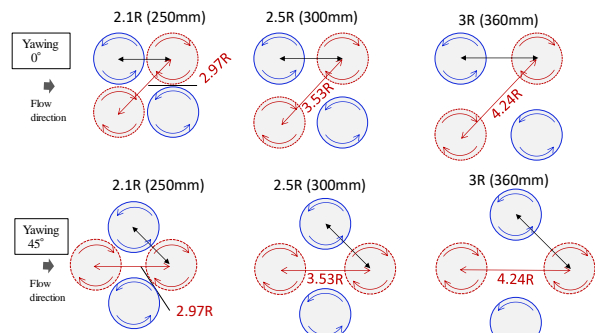 2.1R (250mm)
2.5R (300mm)
3R (360mm)
Yawing
0°
Flow
direction
2.97R
3.53R
4.24R
2.1R (250mm)
2.5R (300mm)
3R (360mm)
Yawing
45°
Flow
direction
2.97R
3.53R
4.24R